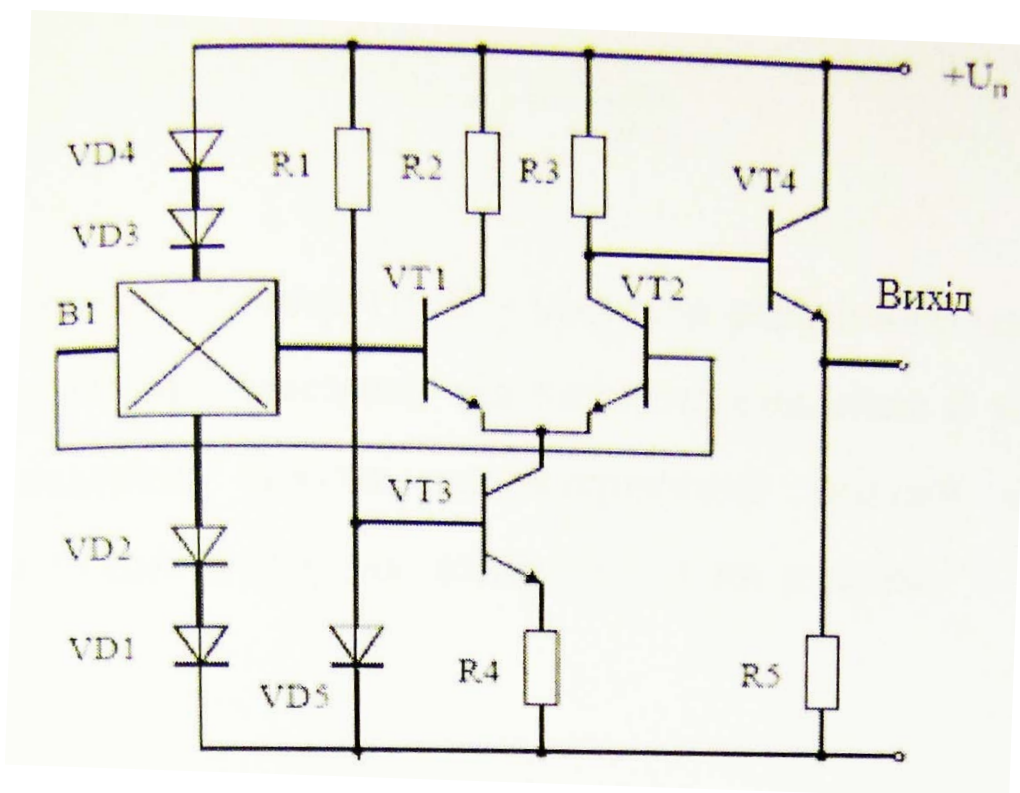 +Uп
VD4
R1
R2
R3
VT4
VD3
VT1
VT2
Вихід
B1
VT3
VD2
VD1
VD5
R4
R5